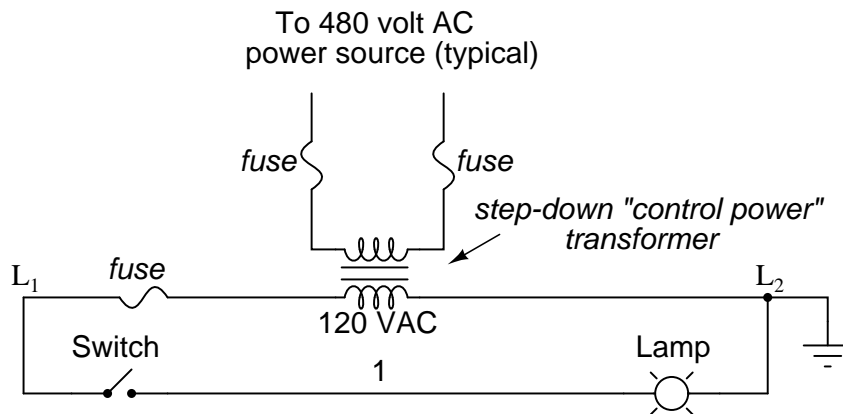 To 480 volt AC
power source (typical)
fuse
fuse
step-down "control power"
transformer
L1
fuse
L2
120 VAC
Switch
1
Lamp